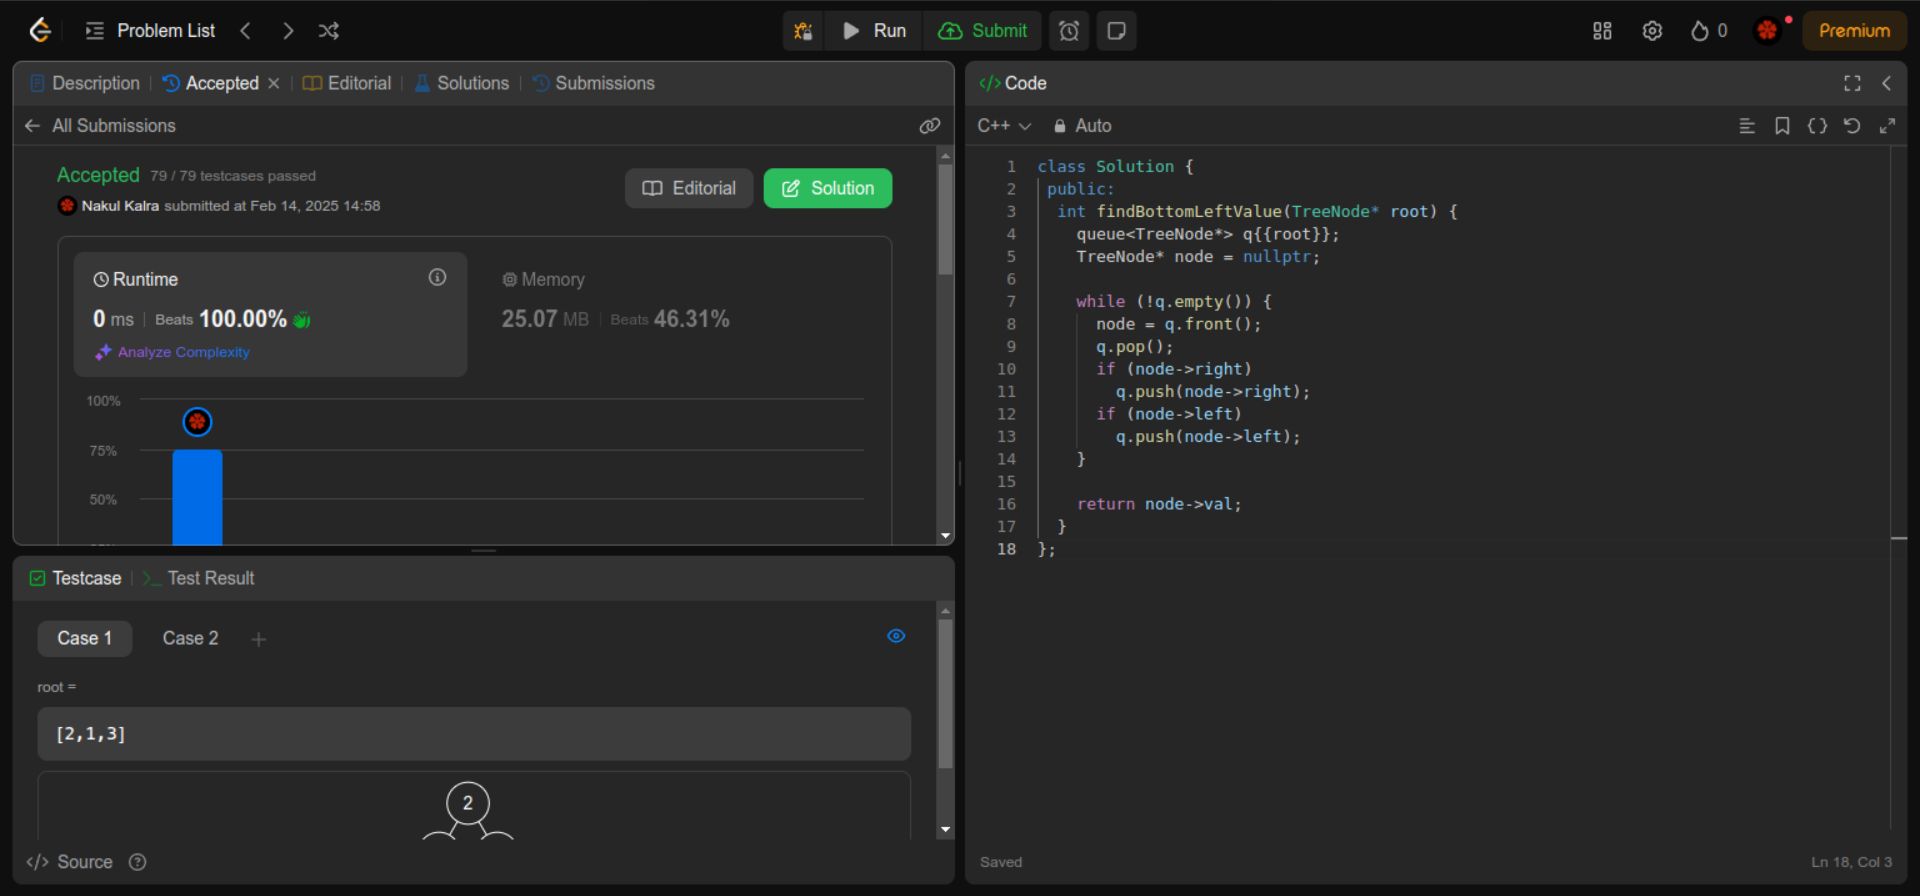 Problem List
Run
Submit
0
Premium
Description
Accepted
Editorial
Solutions
Submissions
All Submissions
Accepted 79 / 79 testcases passed
Nakul Kalra submitted at Feb 14, 2025 14:58
Editorial
Solution
Runtime
0 ms | Beats 100.00%
Analyze Complexity
Memory
25.07 MB | Beats 46.31%
100%
75%
50%
Testcase
Test Result
Case 1
Case 2
root =
[2,1,3]
2
Source
</> Code
C++
Auto
1 class Solution {
2 public:
3 int findBottomLeftValue(TreeNode* root) {
4 queue<TreeNode*> q{{root}};
5 TreeNode* node = nullptr;
6
7 while (!q.empty()) {
8 node = q.front();
9 q.pop();
10 if (node->right)
11 q.push(node->right);
12 if (node->left)
13 q.push(node->left);
14 }
15
16 return node->val;
17 }
18 };
Saved
Ln 18, Col 3